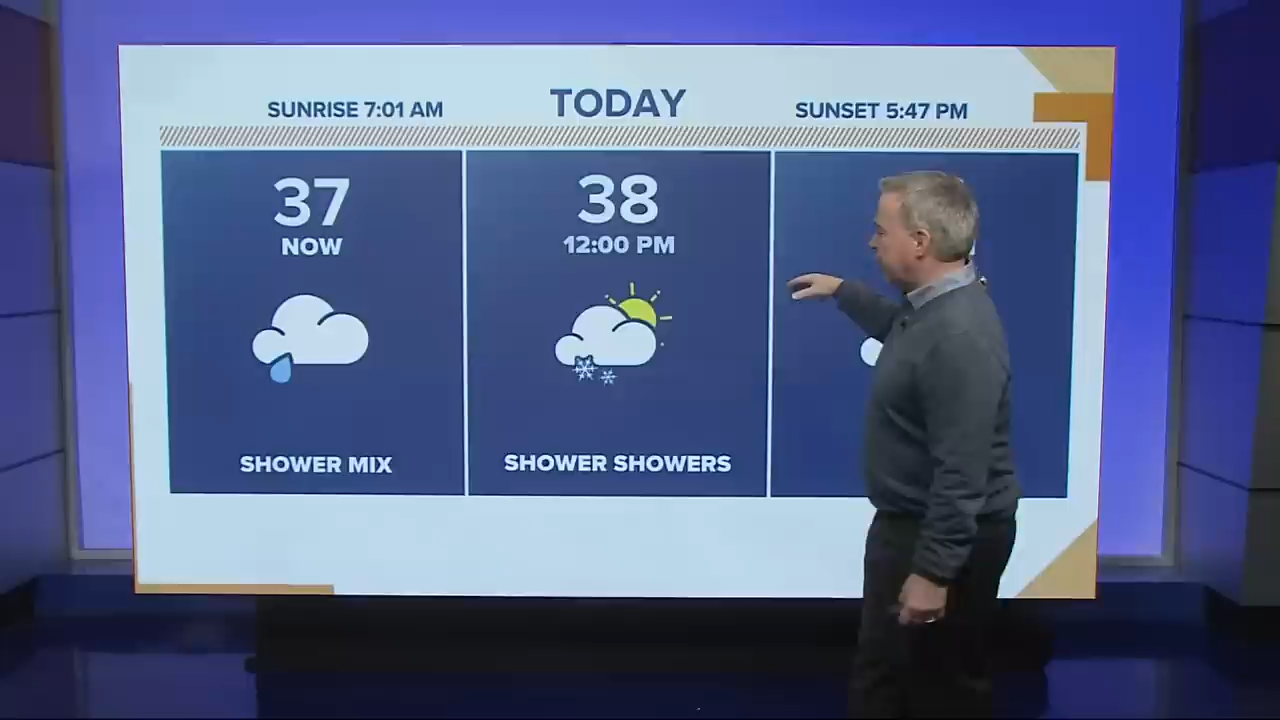 SUNRISE 7:01 AM
TODAY
SUNSET 5:47 PM
37
NOW
SHOWER MIX
38
12:00 PM
SHOWER SHOWERS